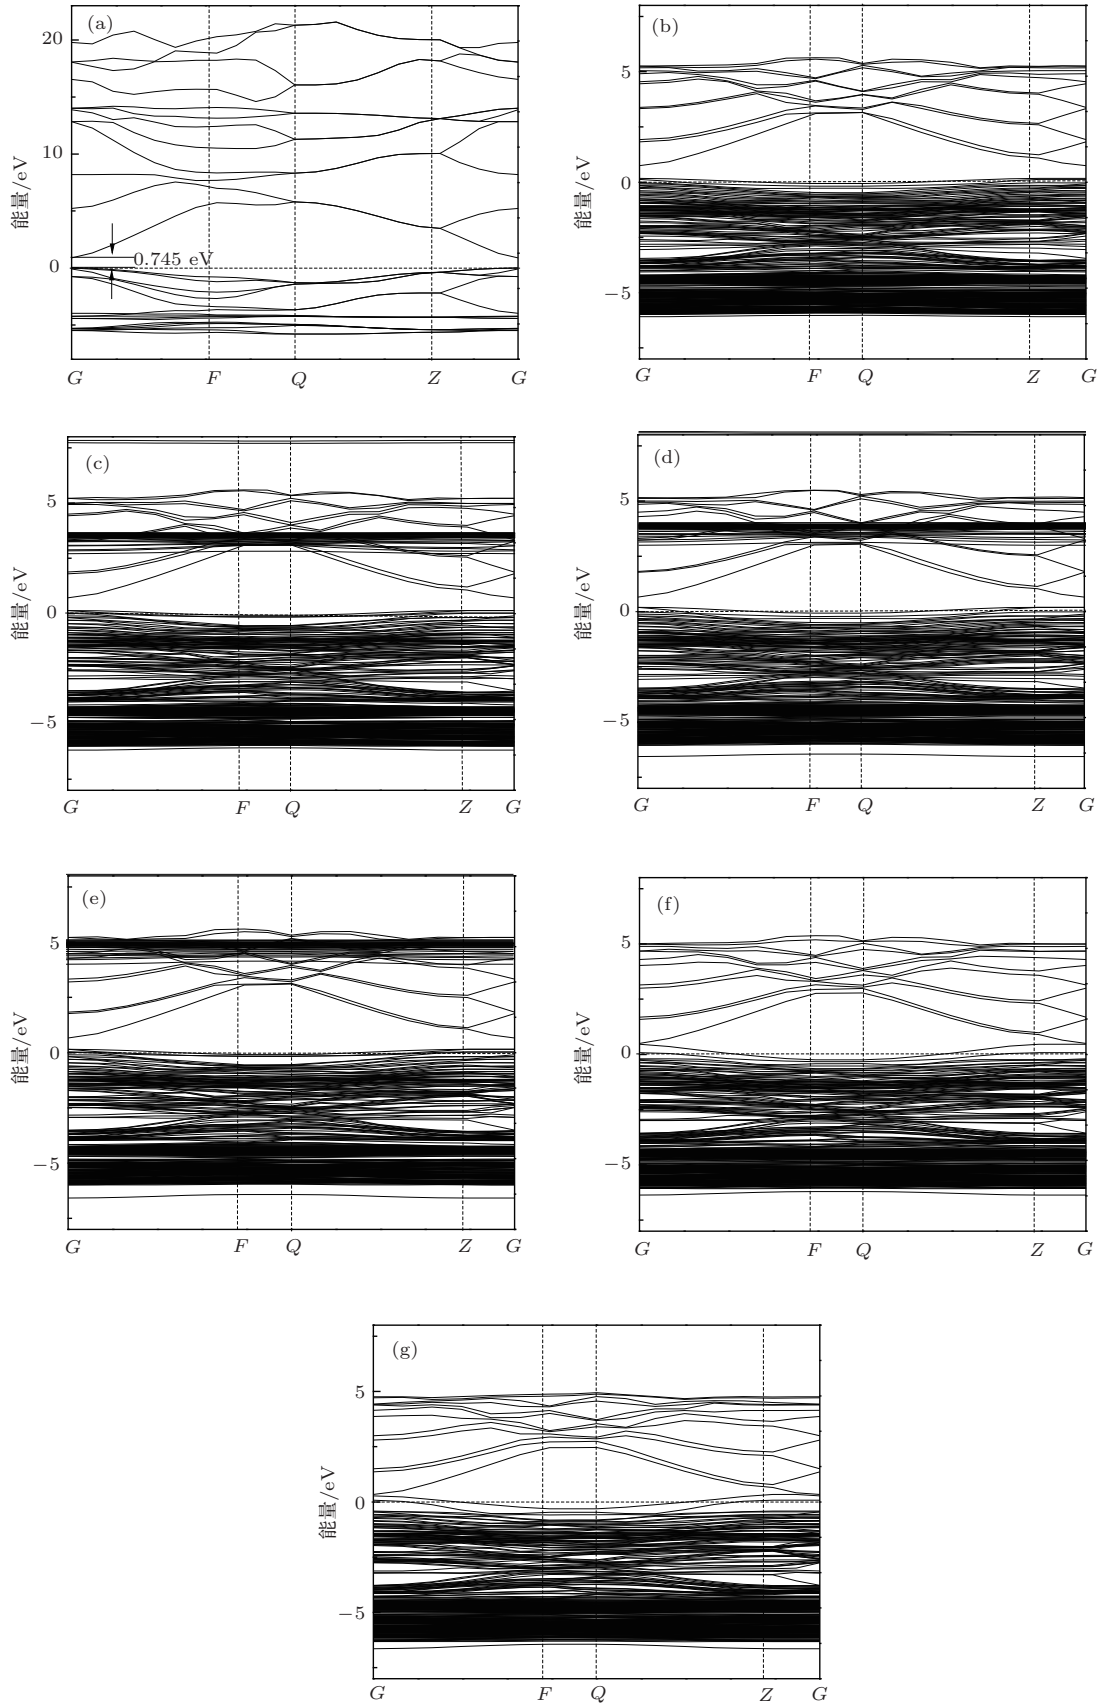 (a)
20
10
0
能量/eV
0.745 eV
G F Q Z G
(b)
5
0
−5
能量/eV
G F Q Z G
(c)
5
0
−5
能量/eV
G F Q Z G
(d)
5
0
−5
能量/eV
G F Q Z G
(e)
5
0
−5
能量/eV
G F Q Z G
(f)
5
0
−5
能量/eV
G F Q Z G
(g)
5
0
−5
能量/eV
G F Q Z G